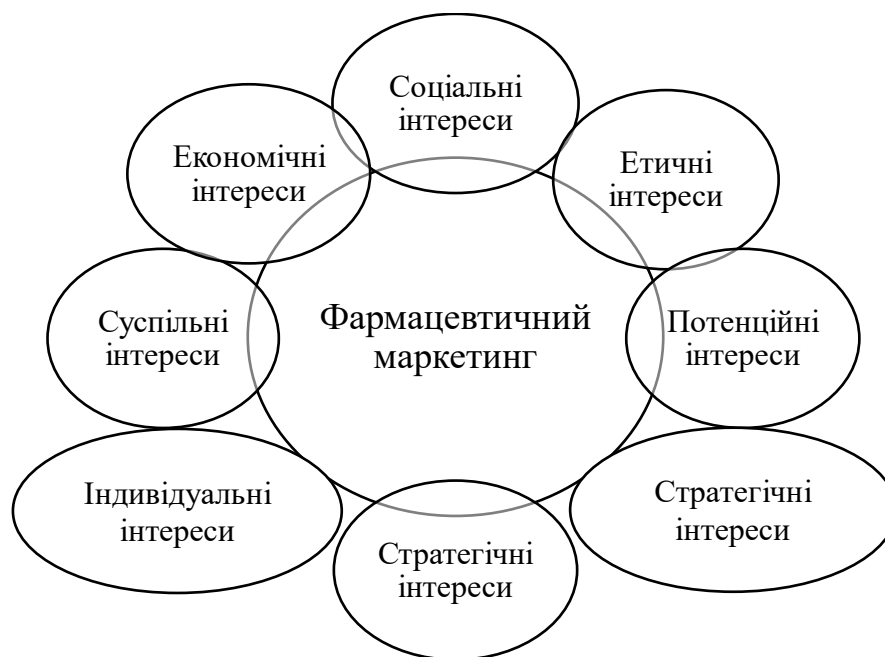 Соціальні
інтереси
Економічні
інтереси
Етичні
інтереси
Суспільні
інтереси
Фармацевтичний
маркетинг
Потенційні
інтереси
Індивідуальні
інтереси
Стратегічні
інтереси
Стратегічні
інтереси